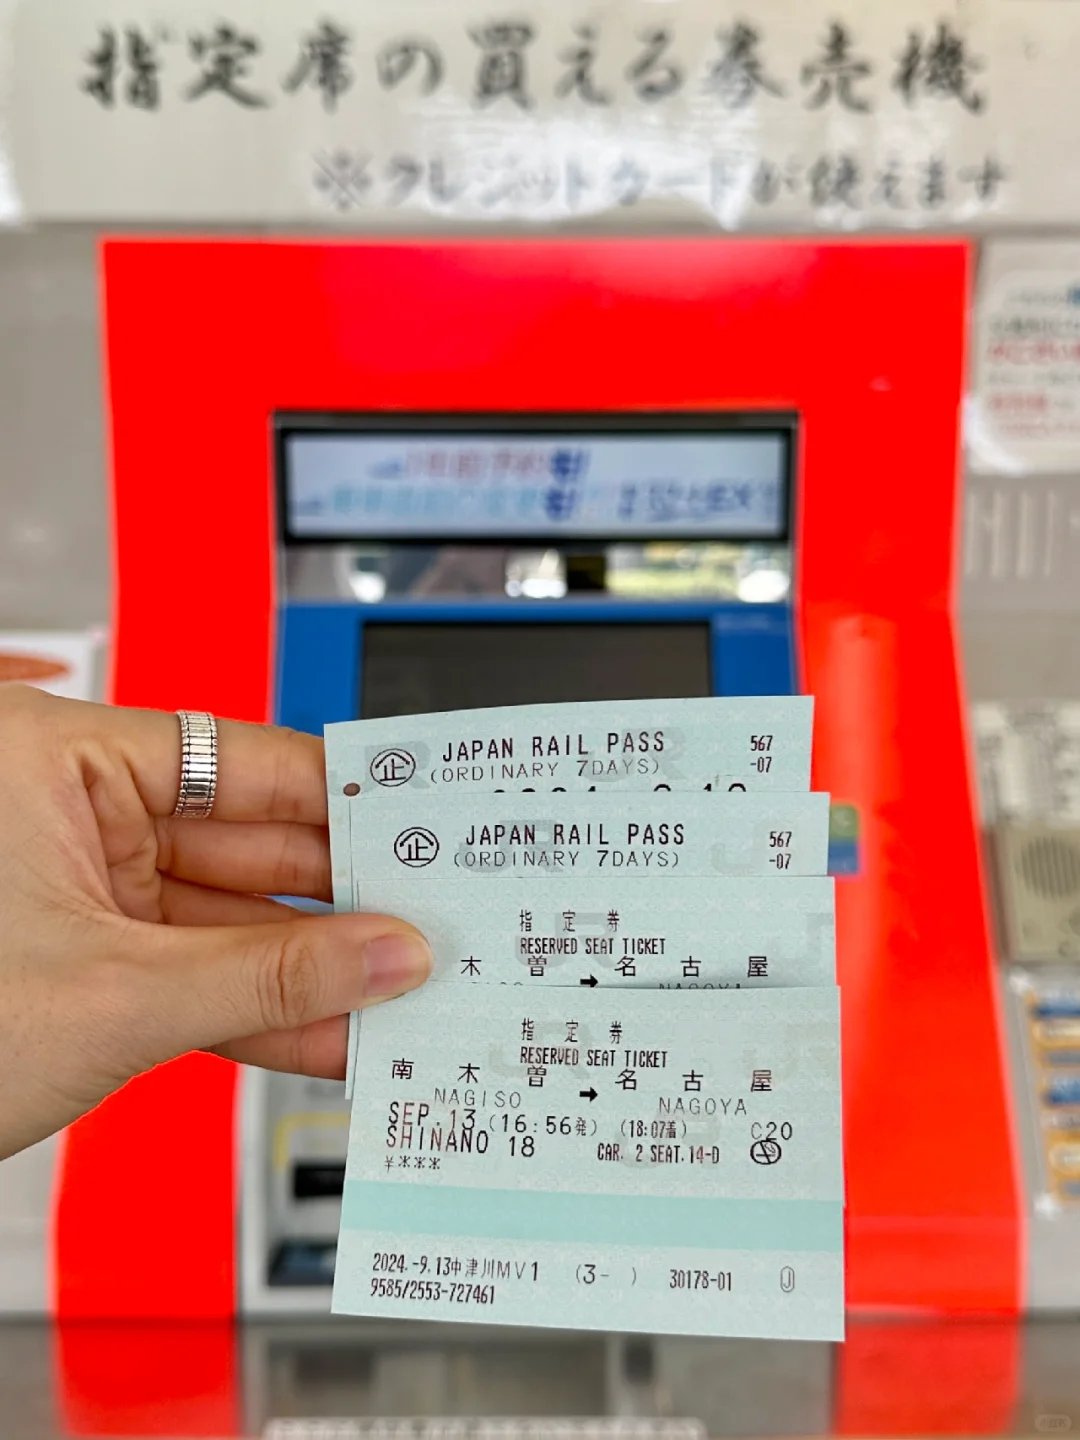 指定席の買える券売機
※クレジットカードが使えます
企 JAPAN RAIL PASS 567
(ORDINARY 7DAYS) -07
企 JAPAN RAIL PASS 567
(ORDINARY 7DAYS) -07
指 定 券
RESERVED SEAT TICKET
木 曽 ➡ 名 古 屋
NAGOYA
指 定 券
RESERVED SEAT TICKET
南 木 曽 ➡ 名 古 屋
NAGISO NAGOYA
SEP.13 (16:56発) (18:07着) C20
SHINANO 18 CAR. 2 SEAT.14-D
¥***
2024.-9.13中津川MV1 (3- ) 30178-01 J
9585/2553-727461